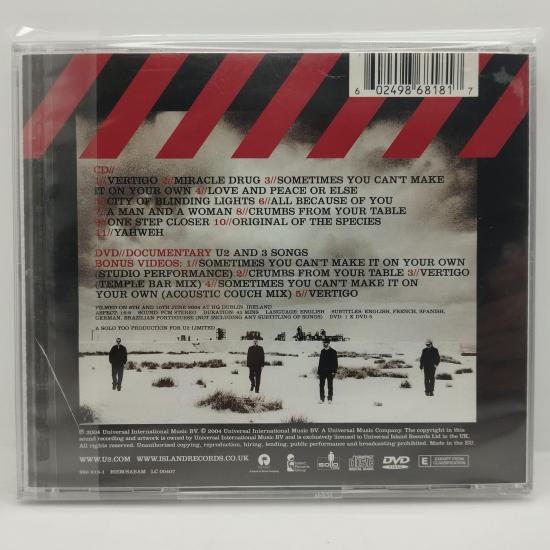 6 02498 68181 7
CD//
1//VERTIGO 2//MIRACLE DRUG 3//SOMETIMES YOU CAN'T MAKE
IT ON YOUR OWN 4//LOVE AND PEACE OR ELSE
5//CITY OF BLINDING LIGHTS 6//ALL BECAUSE OF YOU
7//A MAN AND A WOMAN 8//CRUMBS FROM YOUR TABLE
9//ONE STEP CLOSER 10//ORIGINAL OF THE SPECIES
11//YAHWEH
DVD//DOCUMENTARY U2 AND 3 SONGS
BONUS VIDEOS: 1//SOMETIMES YOU CAN'T MAKE IT ON YOUR OWN
(STUDIO PERFORMANCE) 2//CRUMBS FROM YOUR TABLE 3//VERTIGO
(TEMPLE BAR MIX) 4//SOMETIMES YOU CAN'T MAKE IT ON
YOUR OWN (ACOUSTIC COUCH MIX) 5//VERTIGO
FILMED ON 9TH AND 10TH JUNE 2004 AT HQ DUBLIN, IRELAND
ASPECT: 16:9 SOUND: PCM STEREO DURATION: 43 MINS LANGUAGE: ENGLISH SUBTITLES: ENGLISH, FRENCH, SPANISH,
GERMAN, BRAZILIAN PORTUGUESE (NOT INCLUDING ANY SUBTITLING OF SONGS) DVD: 1 X DVD 5
A SOLO TOO PRODUCTION FOR U2 LIMITED
℗ 2004 Universal International Music BV. © 2004 Universal International Music BV. A Universal Music Company. The copyright in this
sound recording and artwork is owned by Universal International Music BV and is exclusively licensed to Universal Island Records Ltd in the UK.
All rights reserved. Unauthorised copying, reproduction, hiring, lending, public performance and broadcasting prohibited. Made in the EU.
WWW.U2.COM WWW.ISLANDRECORDS.CO.UK
LC 00407
COMPACT
disc
DIGITAL AUDIO
DVD
VIDEO
E EXEMPT FROM
CLASSIFICATION